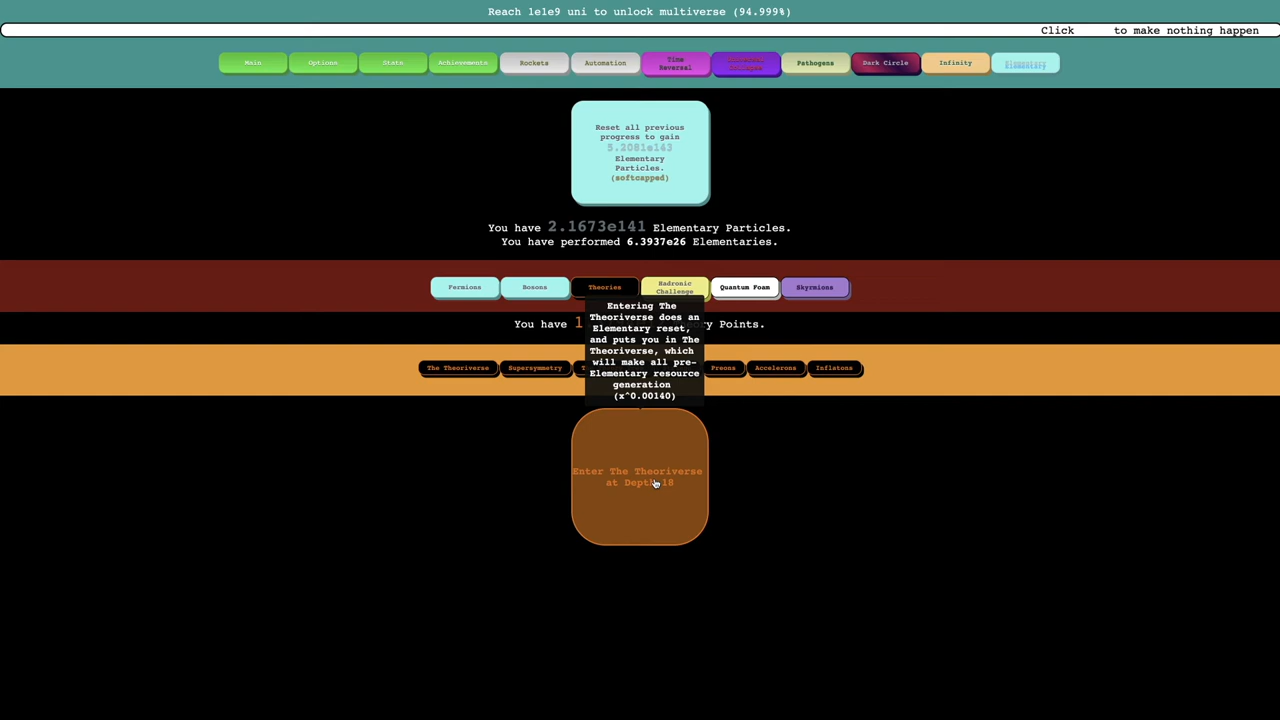 Reach 1e1e9 uni to unlock multiverse (94.999%)
Click to make nothing happen
Main Options Stats Achievements Rockets Automation Time Reversal Pathogens Dark Circle Infinity Elementary
Reset all previous
progress to gain
5.2081e143
Elementary
Particles.
(softcapped)
You have 2.1673e141 Elementary Particles.
You have performed 6.3937e26 Elementaries.
Fermions Bosons Theories Hadronic Challenge Quantum Foam Skyrmions
Entering The
Theoriverse does an
Elementary reset,
and puts you in The
Theoriverse, which
will make all pre-
Elementary resource
generation
(x^0.00140)
You have Points.
The Theoriverse Supersymmetry Preons Accelerons Inflatons
Enter The Theoriverse
at Depth 18